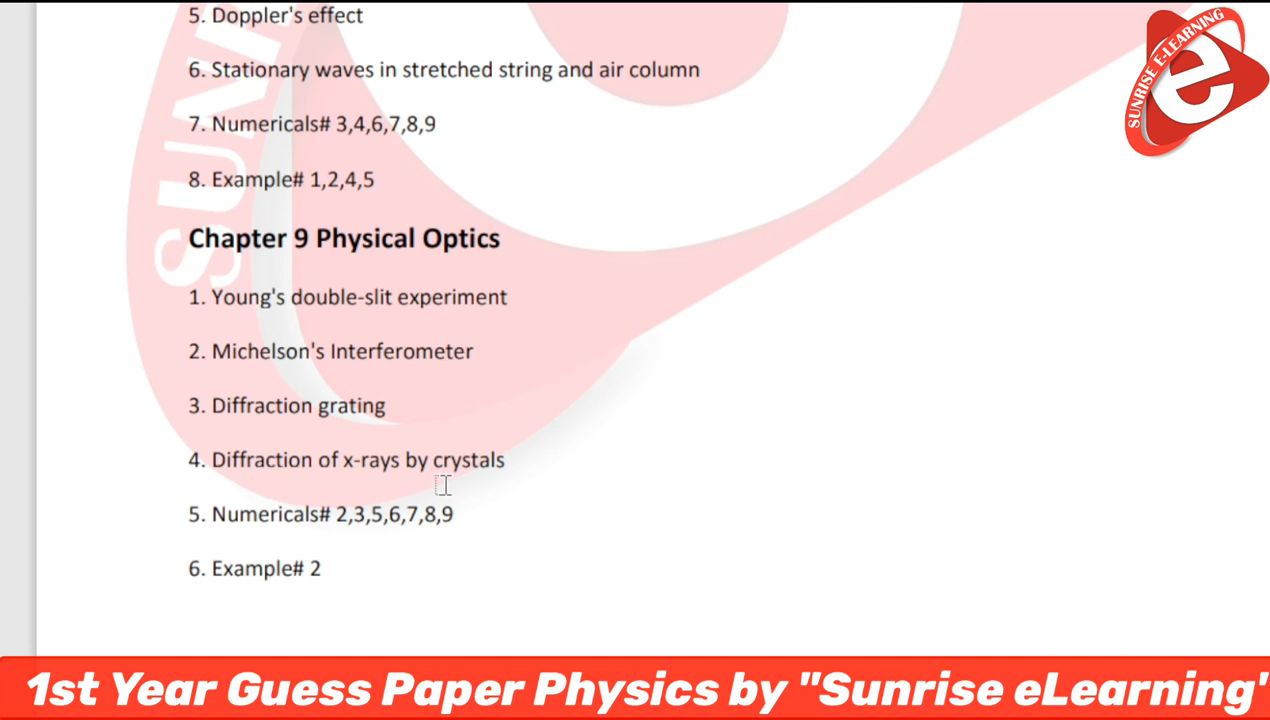 5. Doppler's effect
6. Stationary waves in stretched string and air column
7. Numericals# 3,4,6,7,8,9
8. Example# 1,2,4,5
Chapter 9 Physical Optics
1. Young's double-slit experiment
2. Michelson's Interferometer
3. Diffraction grating
4. Diffraction of x-rays by crystals
5. Numericals# 2,3,5,6,7,8,9
6. Example# 2
SUNRISE E-LEARNING
e
SUN
1st Year Guess Paper Physics by "Sunrise eLearning"